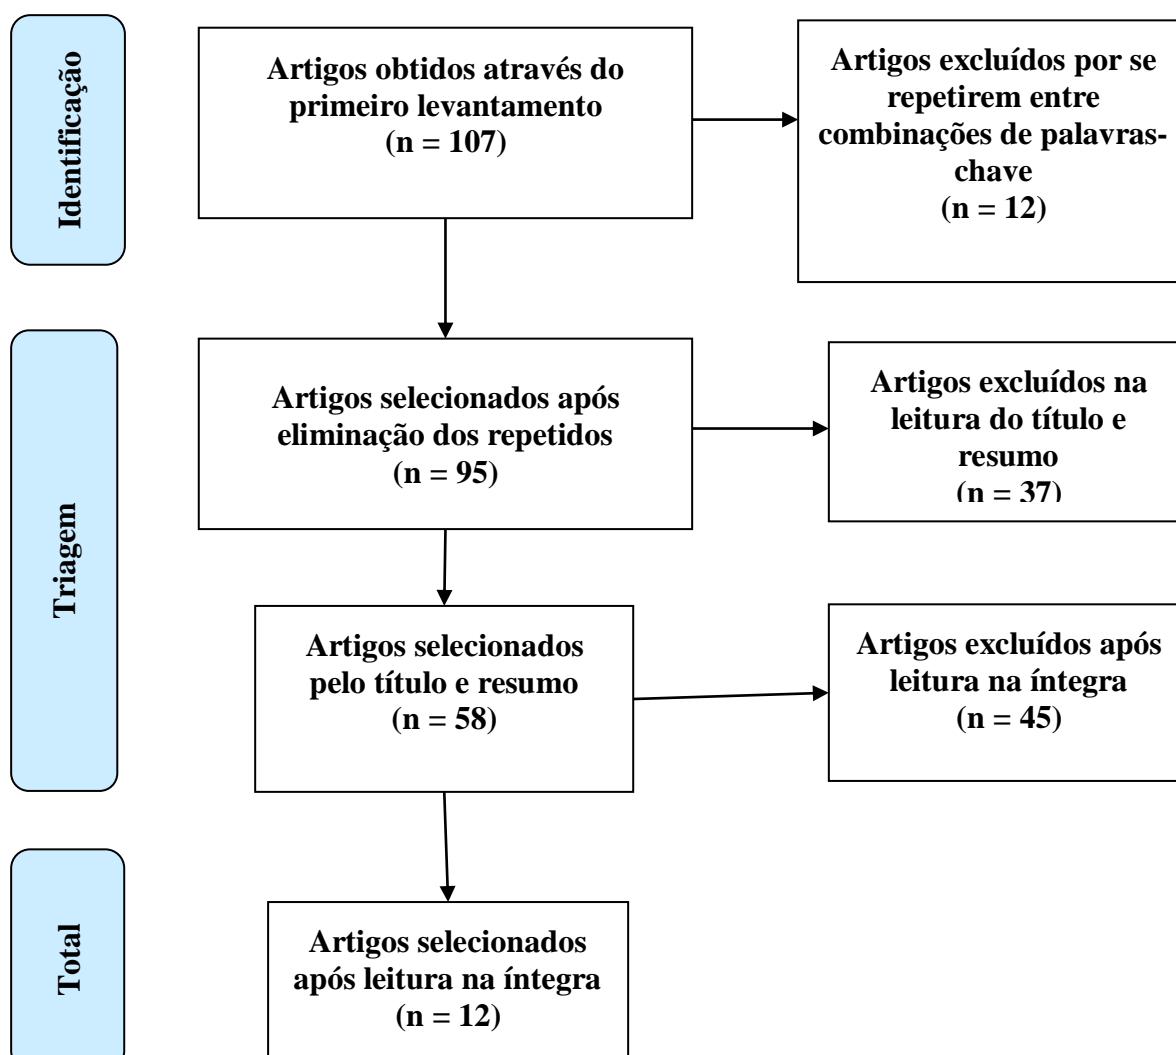 Identificação
Artigos obtidos através do
primeiro levantamento
(n = 107)
Artigos excluídos por se
repetirem entre
combinações de palavras-
chave
(n = 12)
Triagem
Artigos selecionados após
eliminação dos repetidos
(n = 95)
Artigos excluídos na
leitura do título e
resumo
(n = 37)
Artigos selecionados
pelo título e resumo
(n = 58)
Artigos excluídos após
leitura na íntegra
(n = 45)
Total
Artigos selecionados
após leitura na íntegra
(n = 12)